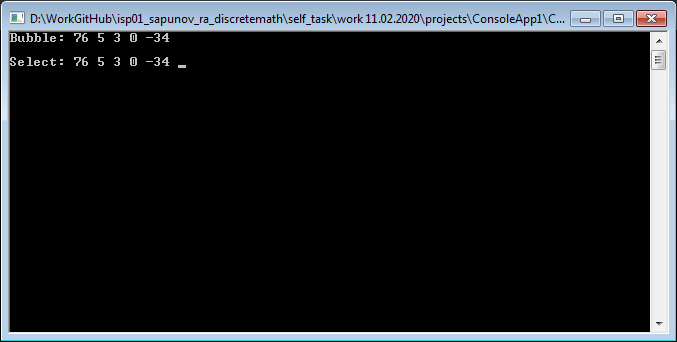 D:\WorkGitHub\isp01_sapunov_ra_discretemath\self_task\work 11.02.2020\projects\ConsoleApp1\C...
Bubble: 76 5 3 0 -34
Select: 76 5 3 0 -34